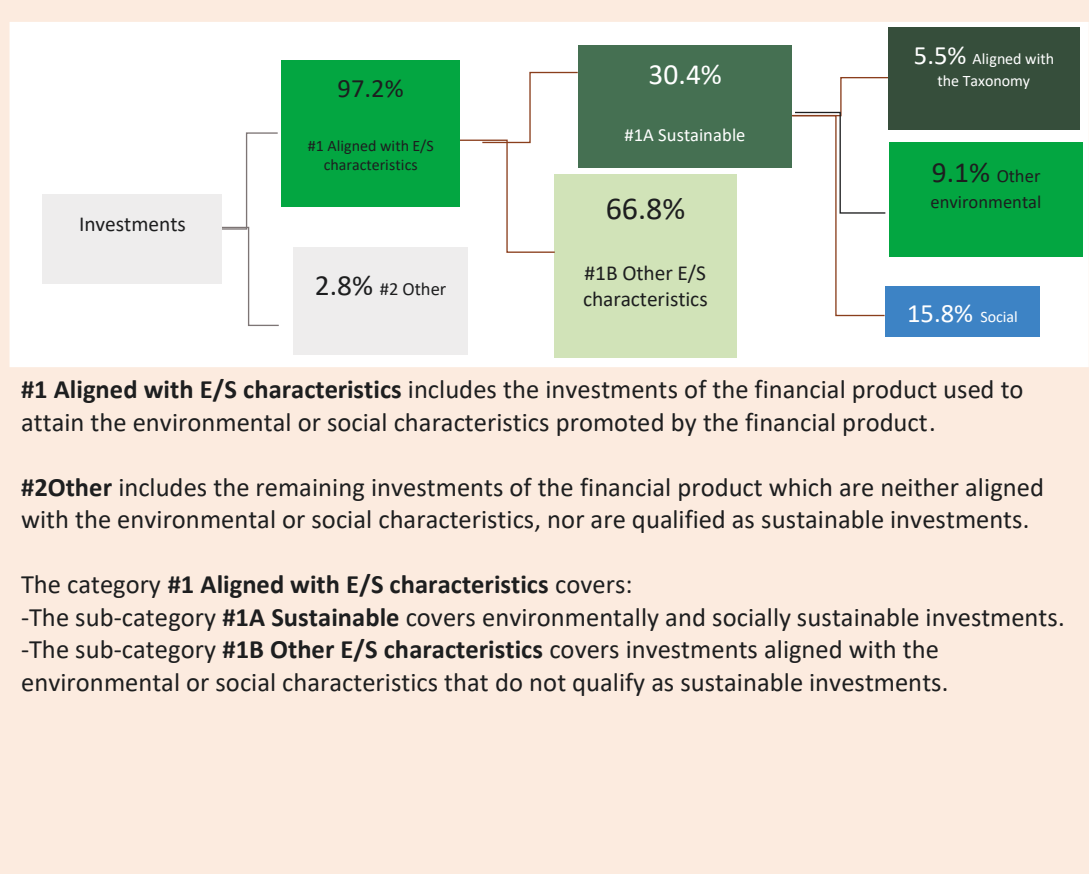 Investments
97.2%
#1 Aligned with E/S
characteristics
2.8% #2 Other
30.4%
#1A Sustainable
66.8%
#1B Other E/S
characteristics
5.5% Aligned with
the Taxonomy
9.1% Other
environmental
15.8% Social
#1 Aligned with E/S characteristics includes the investments of the financial product used to
attain the environmental or social characteristics promoted by the financial product.
#2Other includes the remaining investments of the financial product which are neither aligned
with the environmental or social characteristics, nor are qualified as sustainable investments.
The category #1 Aligned with E/S characteristics covers:
-The sub-category #1A Sustainable covers environmentally and socially sustainable investments.
-The sub-category #1B Other E/S characteristics covers investments aligned with the
environmental or social characteristics that do not qualify as sustainable investments.